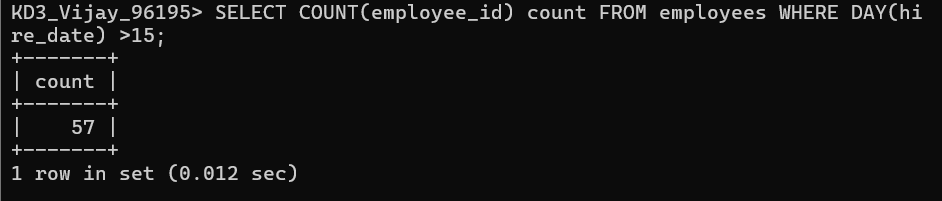 KD3_Vijay_96195> SELECT COUNT(employee_id) count FROM employees WHERE DAY(hi
re_date) >15;
+-------+
| count |
+-------+
|    57 |
+-------+
1 row in set (0.012 sec)